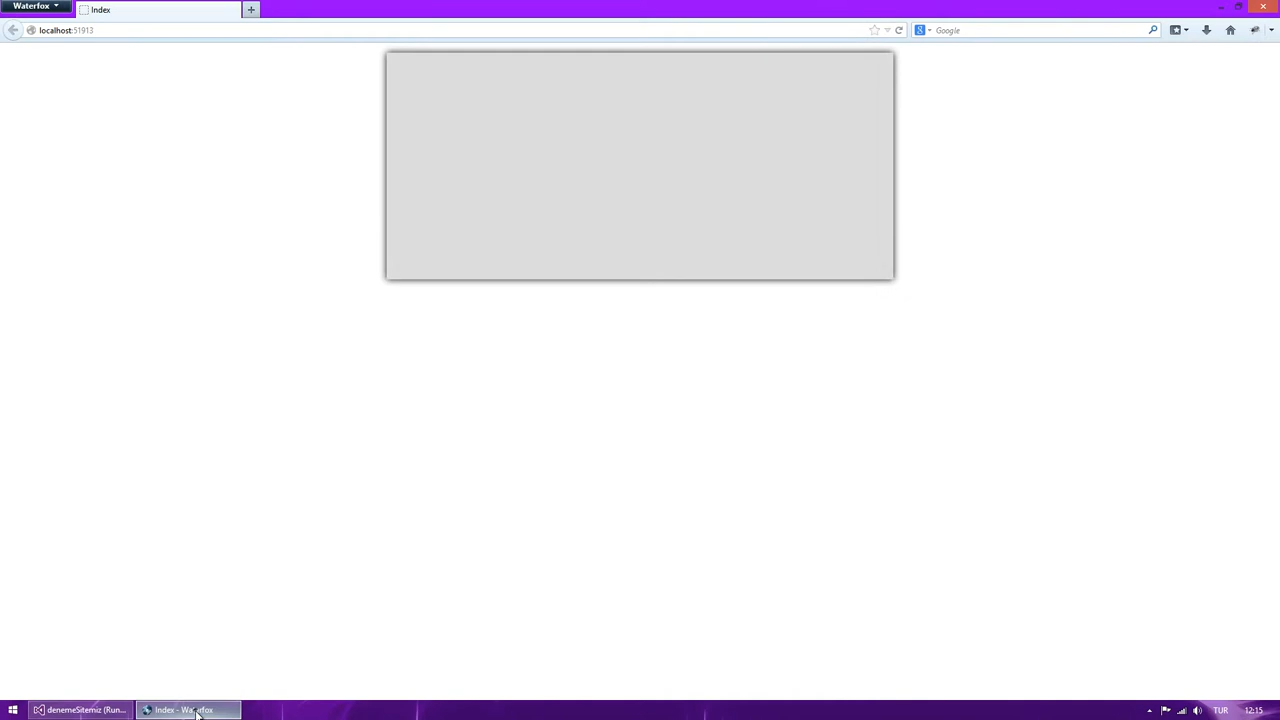 Waterfox
Index
localhost:51913
Google
denemeSitemiz (Run...
Index - Waterfox
TUR
12:15